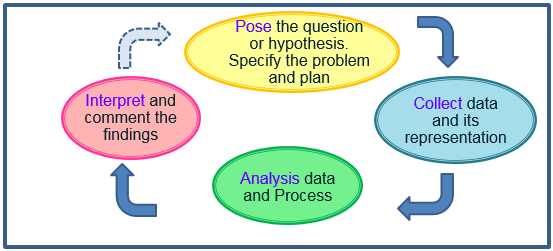 Pose the question
or hypothesis.
Specify the problem
and plan
Collect data
and its
representation
Analysis data
and Process
Interpret and
comment the
findings